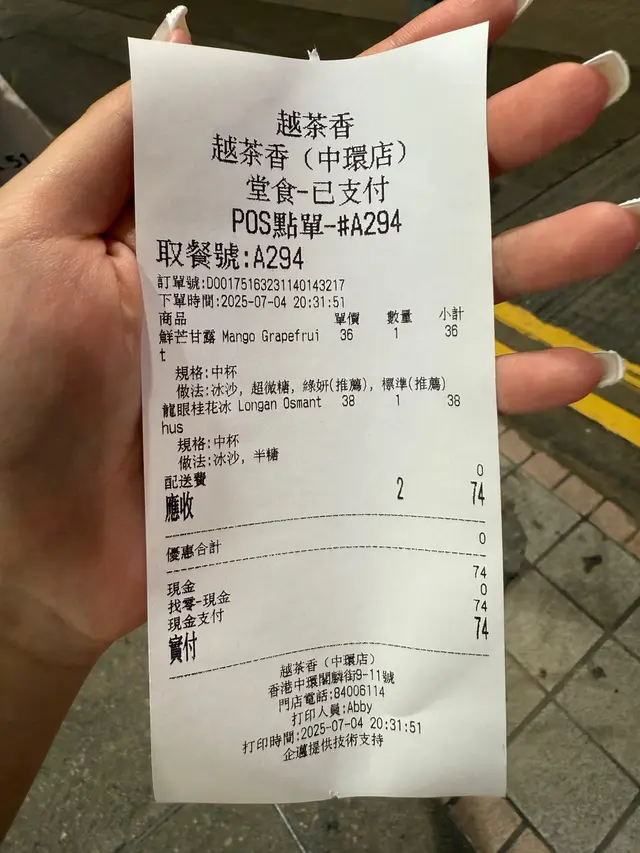 越茶香
越茶香（中環店）
堂食-已支付
POS點單-#A294
取餐號:A294
訂單號:D00175163231140143217
下單時間:2025-07-04 20:31:51
商品 單價 數量 小計
鮮芒甘露 Mango Grapefrui 36 1 36
t
規格:中杯
做法:冰沙, 超微糖, 綠妍(推薦), 標準(推薦)
龍眼桂花冰 Longan Osmant 38 1 38
hus
規格:中杯
做法:冰沙, 半糖
配送費 0
應收 2 74
優惠合計 0
現金 74
找零-現金 0
現金支付 74
實付 74
越茶香（中環店）
香港中環閣麟街9-11號
門店電話:84006114
打印人員:Abby
打印時間:2025-07-04 20:31:51
企邁提供技術支持